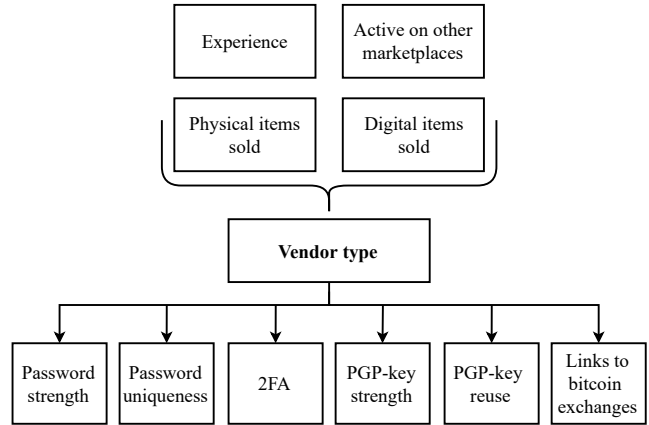 Experience
Active on other
marketplaces
Physical items
sold
Digital items
sold
Vendor type
Password
strength
Password
uniqueness
2FA
PGP-key
strength
PGP-key
reuse
Links to
bitcoin
exchanges